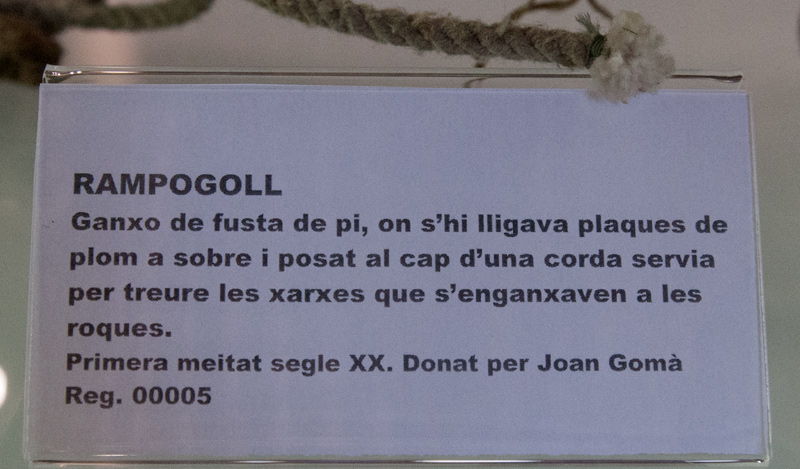 RAMPOGOLL
Ganxo de fusta de pi, on s’hi lligava plaques de
plom a sobre i posat al cap d’una corda servia
per treure les xarxes que s’enganxaven a les
roques.
Primera meitat segle XX. Donat per Joan Gomà
Reg. 00005